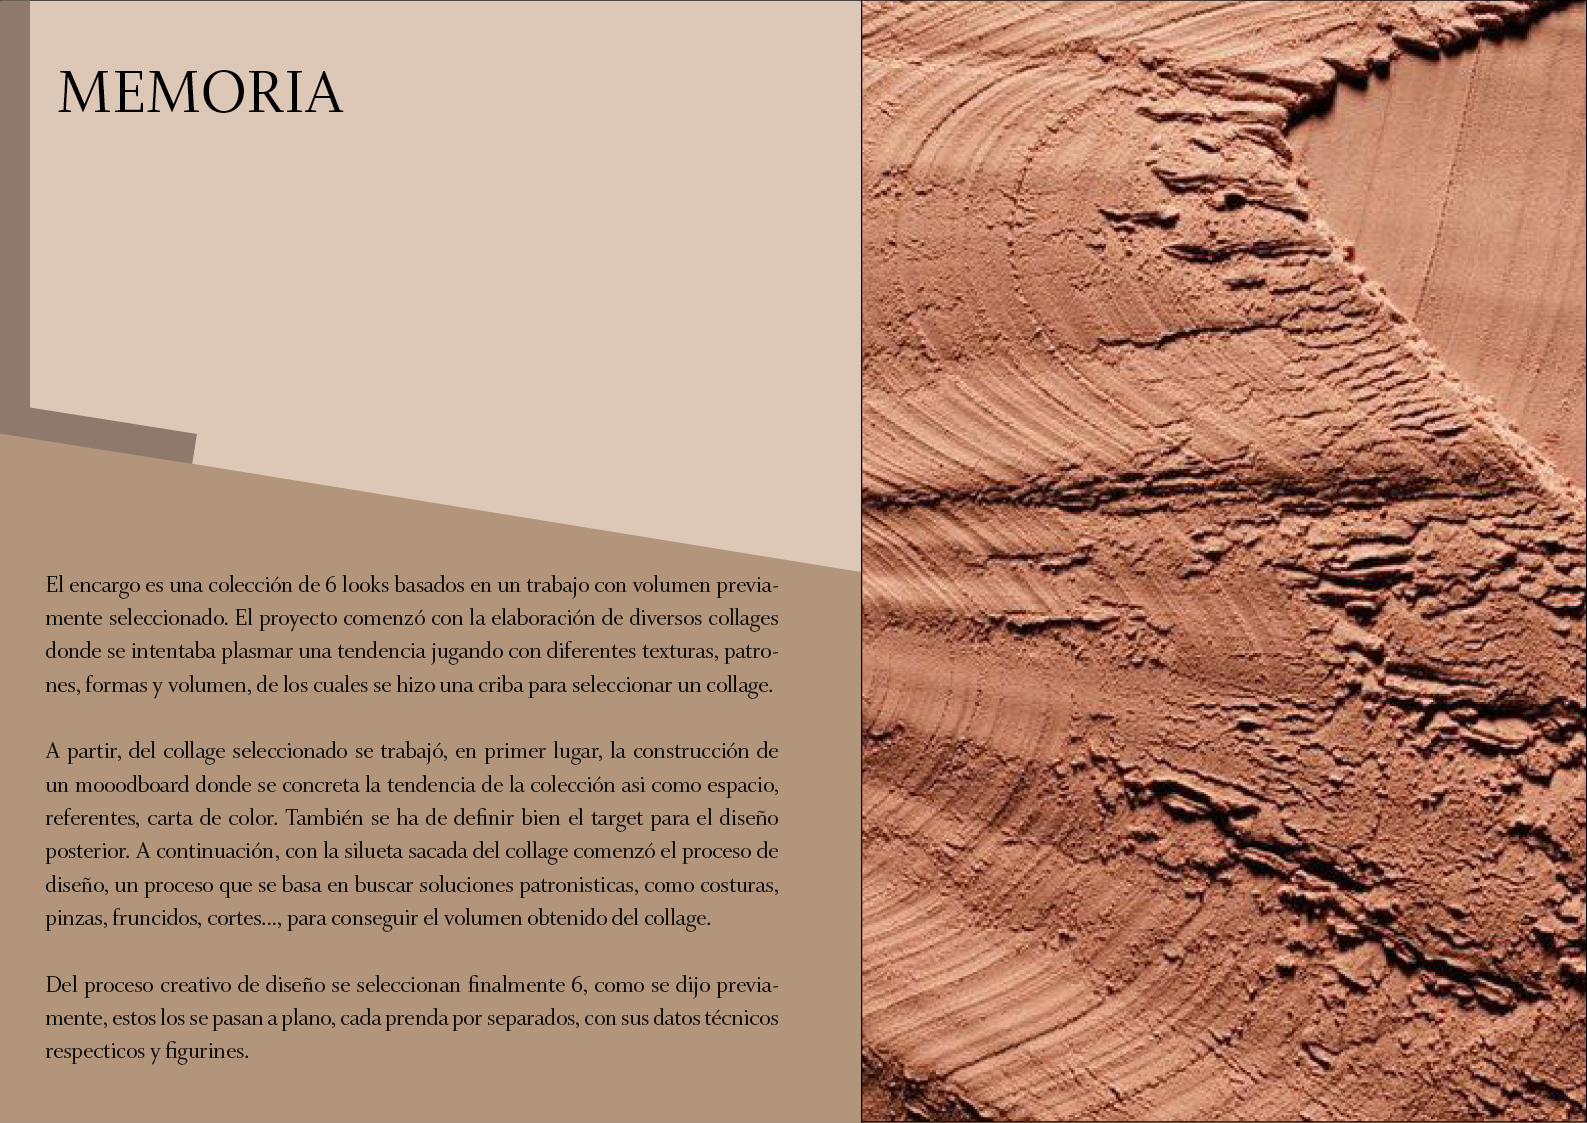 MEMORIA
El encargo es una colección de 6 looks basados en un trabajo con volumen previa-
mente seleccionado. El proyecto comenzó con la elaboración de diversos collages
donde se intentaba plasmar una tendencia jugando con diferentes texturas, patro-
nes, formas y volumen, de los cuales se hizo una criba para seleccionar un collage.
A partir, del collage seleccionado se trabajó, en primer lugar, la construcción de
un mooodboard donde se concreta la tendencia de la colección asi como espacio,
referentes, carta de color. También se ha de definir bien el target para el diseño
posterior. A continuación, con la silueta sacada del collage comenzó el proceso de
diseño, un proceso que se basa en buscar soluciones patronisticas, como costuras,
pinzas, fruncidos, cortes..., para conseguir el volumen obtenido del collage.
Del proceso creativo de diseño se seleccionan finalmente 6, como se dijo previa-
mente, estos los se pasan a plano, cada prenda por separados, con sus datos técnicos
respecticos y figurines.